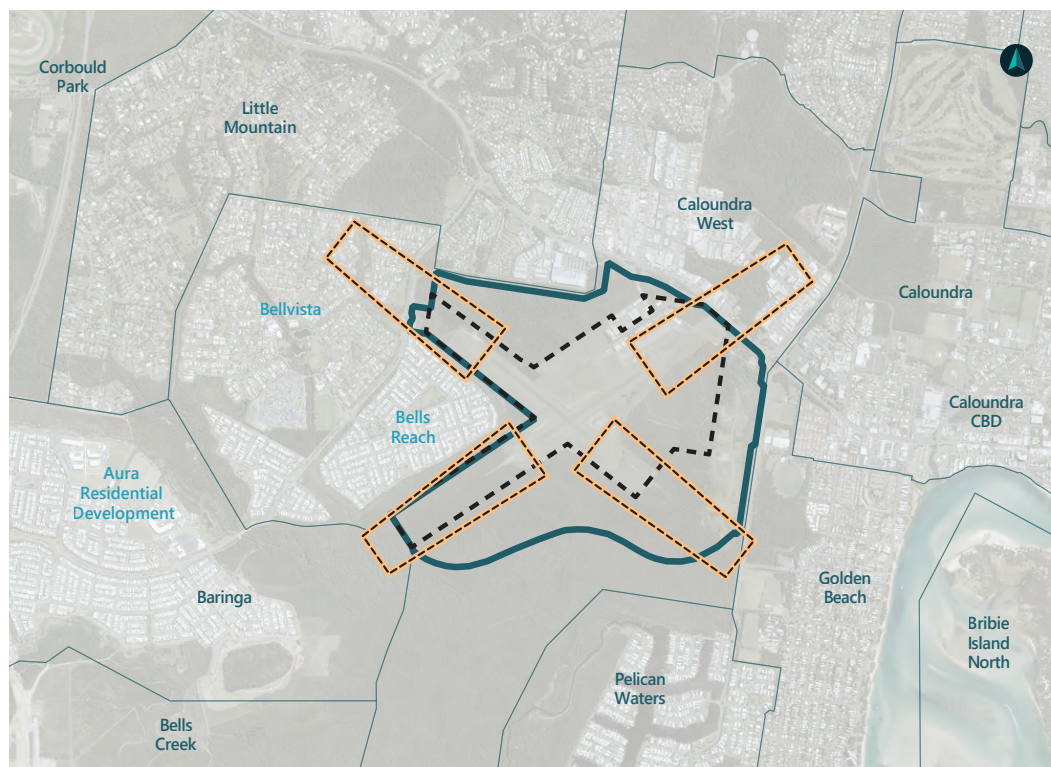 Corbould
Park
Little
Mountain
Caloundra
West
Caloundra
Bellvista
Caloundra
CBD
Bells
Reach
Aura
Residential
Development
Golden
Beach
Baringa
Bribie
Island
North
Pelican
Waters
Bells
Creek